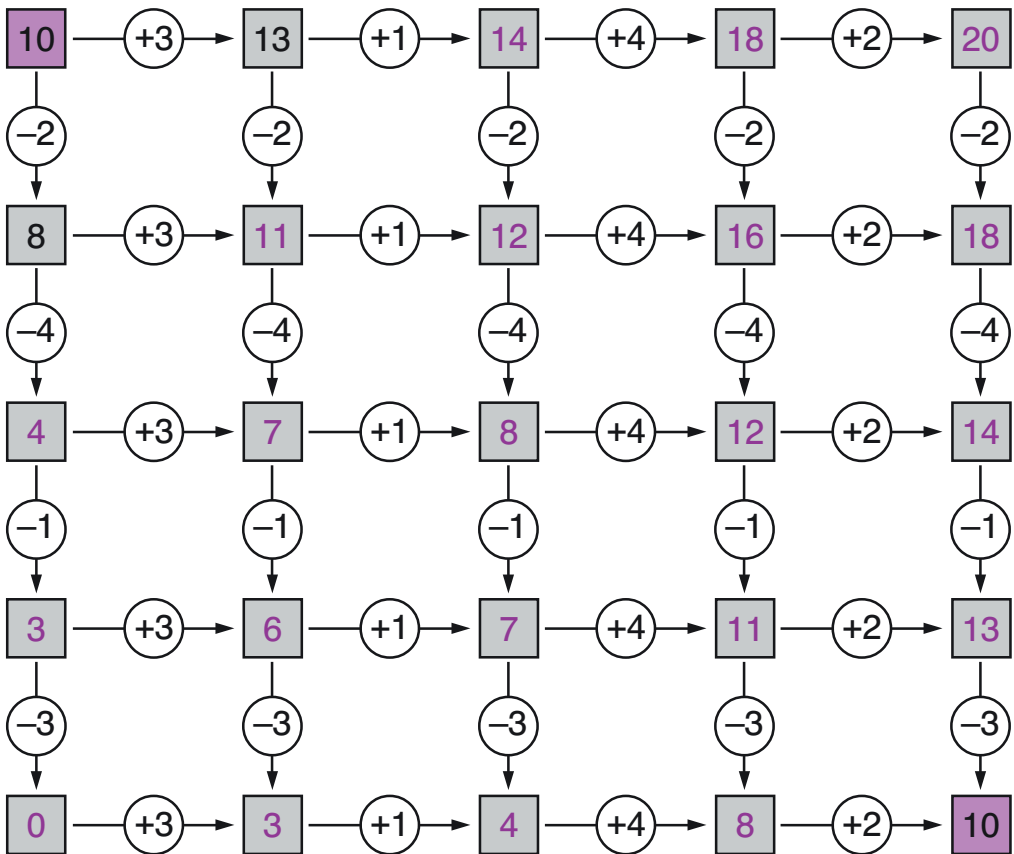 10 +3 13 +1 14 +4 18 +2 20
–2 –2 –2 –2 –2
8 +3 11 +1 12 +4 16 +2 18
–4 –4 –4 –4 –4
4 +3 7 +1 8 +4 12 +2 14
–1 –1 –1 –1 –1
3 +3 6 +1 7 +4 11 +2 13
–3 –3 –3 –3 –3
0 +3 3 +1 4 +4 8 +2 10